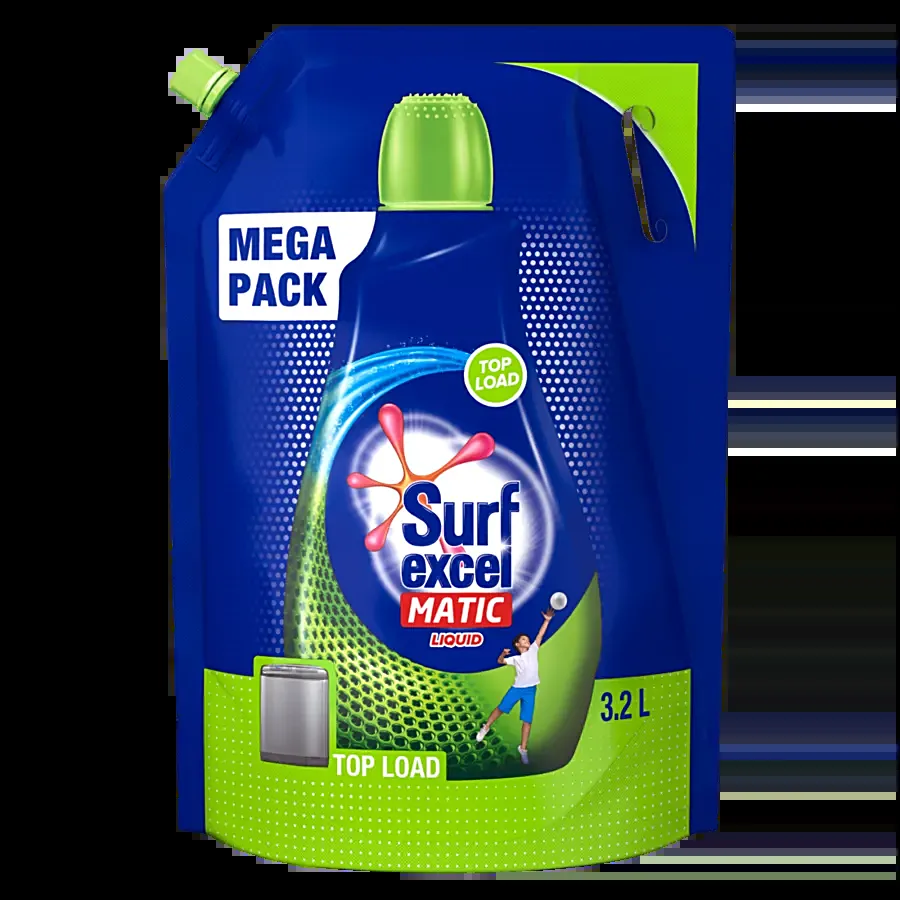 MEGA
PACK
TOP
LOAD
Surf
excel
MATIC
LIQUID
3.2 L
TOP LOAD